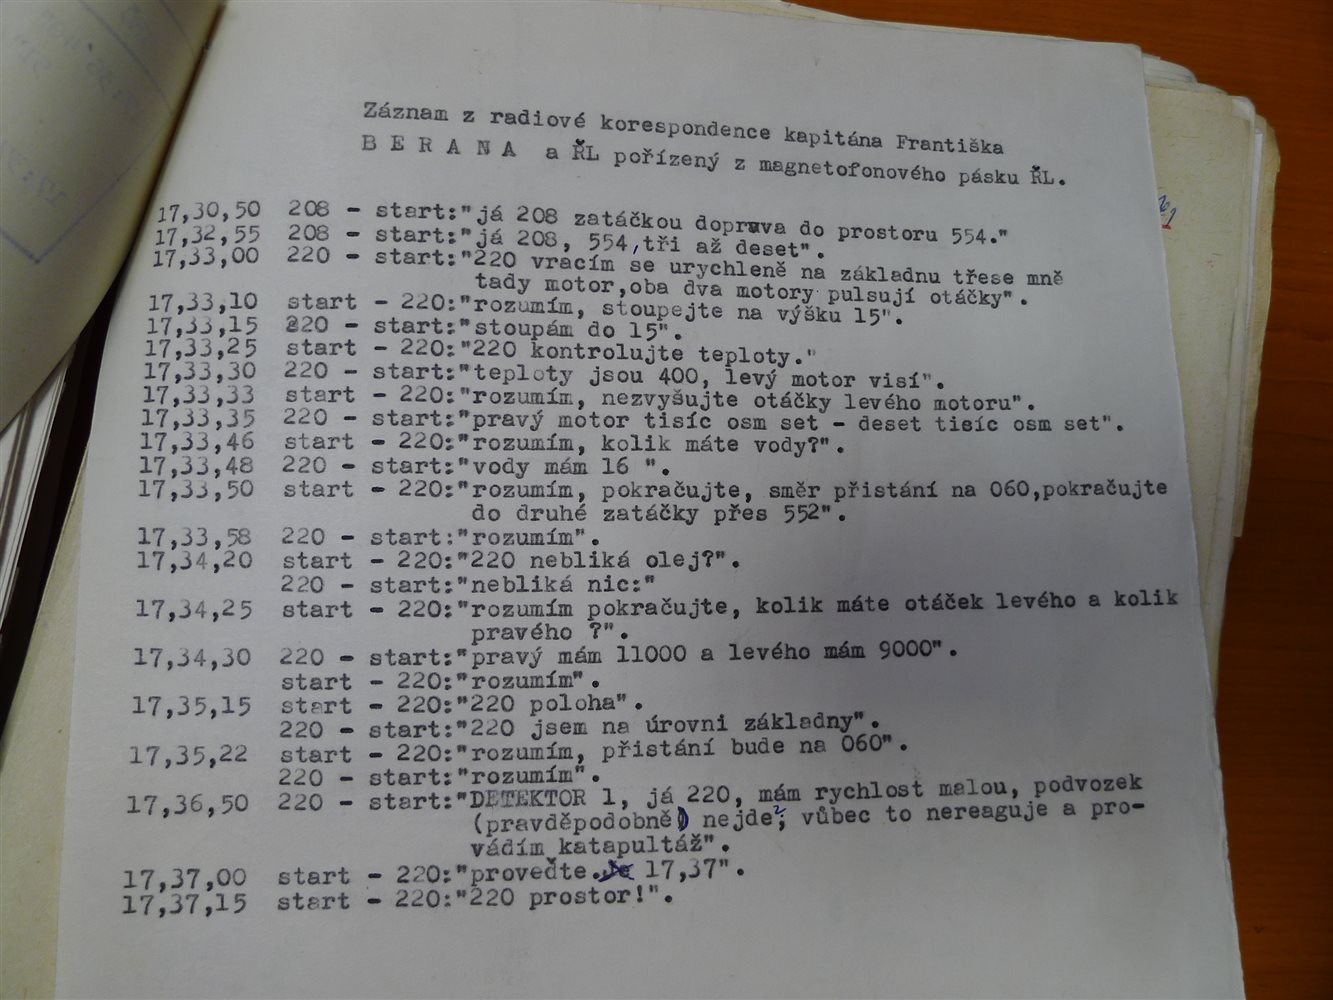 Záznam z radiové korespondence kapitána Františka
B E R A N A a ŘL pořízený z magnetofonového pásku ŘL.
17,30,50 208 - start:"já 208 zatáčkou doprava do prostoru 554."
17,32,55 208 - start:"já 208, 554,tři až deset".
17,33,00 220 - start:"220 vracím se urychleně na základnu třese mně
tady motor,oba dva motory pulsují otáčky".
17,33,10 start - 220:"rozumím, stoupejte na výšku 15".
17,33,15 220 - start:"stoupám do 15".
17,33,25 start - 220:"220 kontrolujte teploty."
17,33,30 220 - start:"teploty jsou 400, levý motor visí".
17,33,33 start - 220:"rozumím, nezvyšujte otáčky levého motoru".
17,33,35 220 - start:"pravý motor tisíc osm set - deset tisíc osm set".
17,33,46 start - 220:"rozumím, kolik máte vody?".
17,33,48 220 - start:"vody mám 16 ".
17,33,50 start - 220:"rozumím, pokračujte, směr přistání na 060,pokračujte
do druhé zatáčky přes 552".
17,33,58 220 - start:"rozumím".
17,34,20 start - 220:"220 nebliká olej?".
220 - start:"nebliká nic:"
17,34,25 start - 220:"rozumím pokračujte, kolik máte otáček levého a kolik
pravého ?".
17,34,30 220 - start:"pravý mám 11000 a levého mám 9000".
start - 220:"rozumím".
17,35,15 start - 220:"220 poloha".
220 - start:"220 jsem na úrovni základny".
17,35,22 start - 220:"rozumím, přistání bude na 060".
220 - start:"rozumím".
17,36,50 220 - start:"DETEKTOR 1, já 220, mám rychlost malou, podvozek
(pravděpodobně) nejde, vůbec to nereaguje a pro-
vádím katapultáž".
17,37,00 start - 220:"proveďte. 17,37".
17,37,15 start - 220:"220 prostor!".